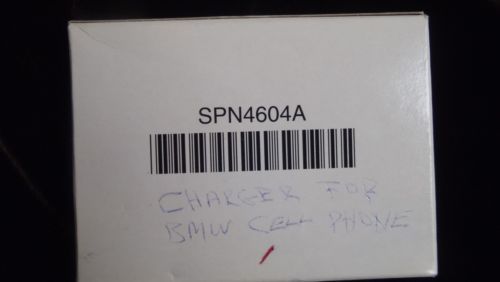 SPN4604A
CHARGER FOR
BMW CELL PHONE